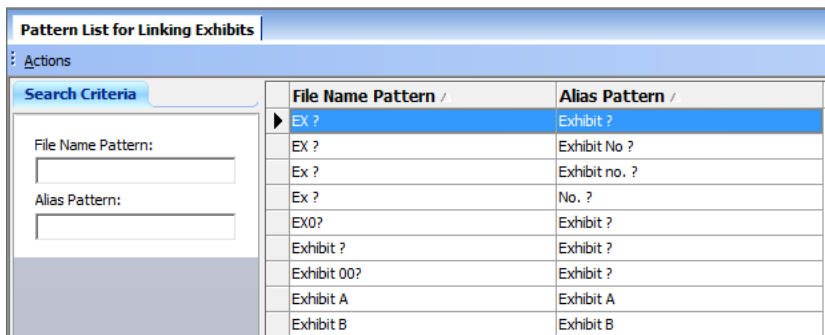 Pattern List for Linking Exhibits
Actions
Search Criteria
File Name Pattern:
Alias Pattern:
File Name Pattern Alias Pattern
EX ? Exhibit ?
EX ? Exhibit No ?
Ex ? Exhibit no. ?
Ex ? No. ?
EX0? Exhibit ?
Exhibit ? Exhibit ?
Exhibit 00? Exhibit ?
Exhibit A Exhibit A
Exhibit B Exhibit B